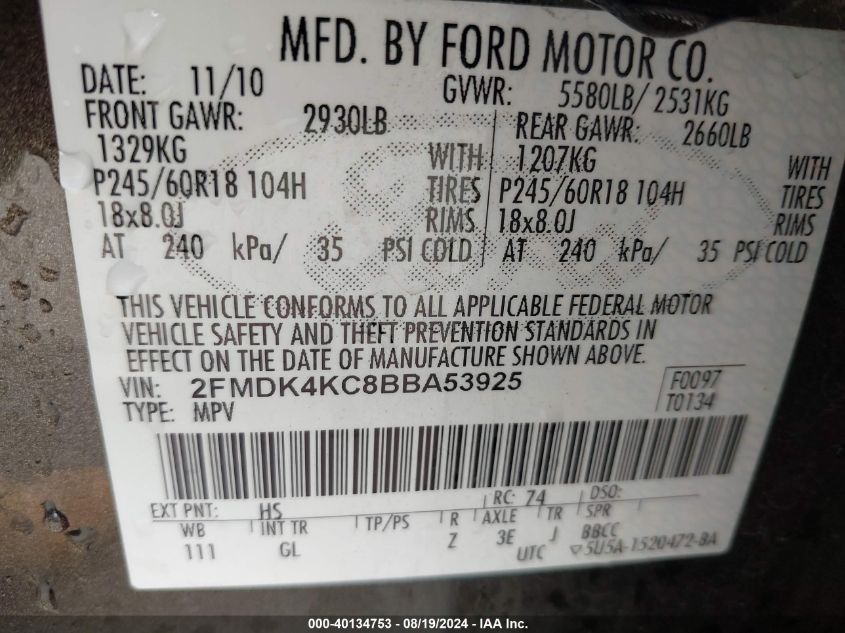 MFD. BY FORD MOTOR CO.
DATE: 11/10 GVWR: 5580LB/ 2531KG
FRONT GAWR: 2930LB REAR GAWR: 2660LB
1329KG WITH 1207KG WITH
P245/60R18 104H TIRES P245/60R18 104H TIRES
18x8.0J RIMS 18x8.0J RIMS
AT 240 kPa/ 35 PSI COLD AT 240 kPa/ 35 PSI COLD
THIS VEHICLE CONFORMS TO ALL APPLICABLE FEDERAL MOTOR
VEHICLE SAFETY AND THEFT PREVENTION STANDARDS IN
EFFECT ON THE DATE OF MANUFACTURE SHOWN ABOVE.
VIN: 2FMDK4KC8BBA53925 F0097
TYPE: MPV T0134
EXT PNT: HS RC: 74 DSO:
WB INT TR TP/PS R AXLE TR SPR
111 GL Z 3E J BBCC
UTC ▽5U5A-1520472-BA
000-40134753 - 08/19/2024 - IAAI.com